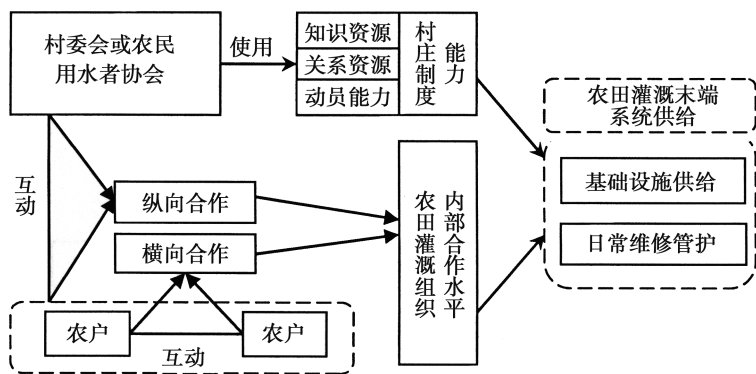 村委会或农民
用水者协会
使用
知识资源
关系资源
动员能力
村庄制度
能力
农田灌溉末端
系统供给
基础设施供给
日常维修管护
互动
纵向合作
横向合作
农田灌溉组织
内部合作水平
农户
农户
互动